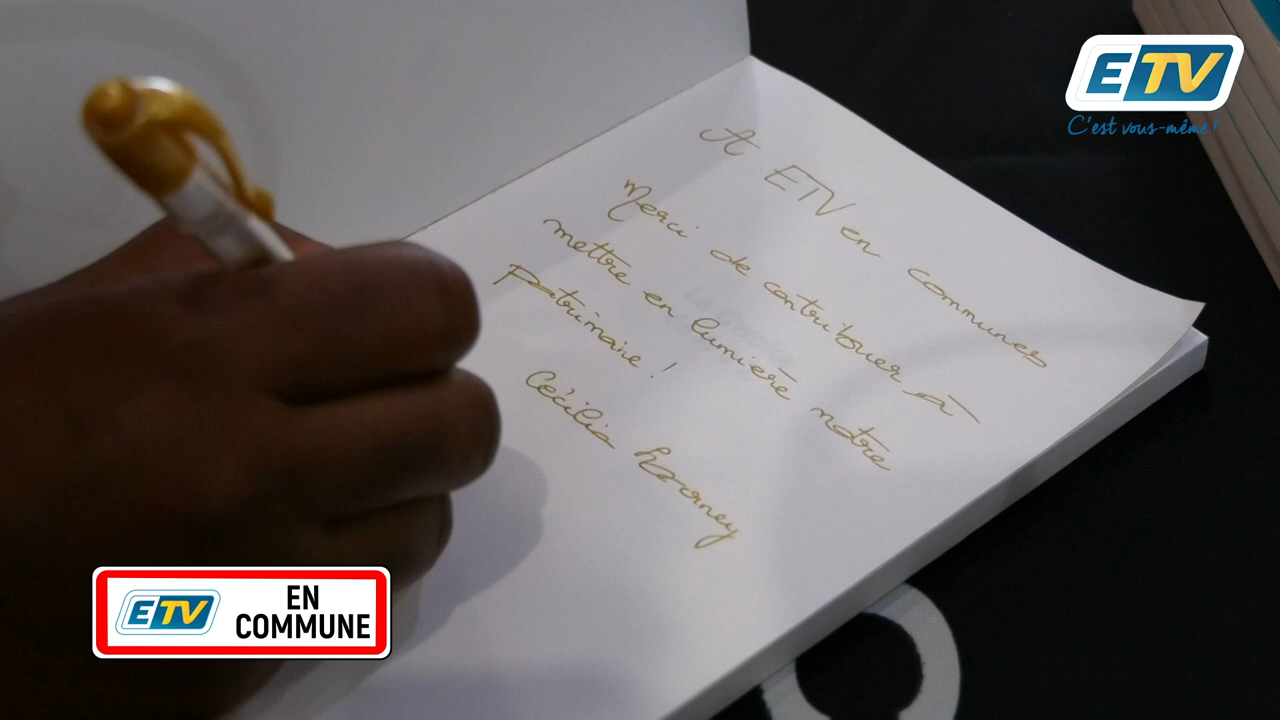 ETV
C'est vous-même !
A ETV en communes
Merci de contribuer à
mettre en lumière notre
patrimoine !
Cécilia
ETV EN
COMMUNE